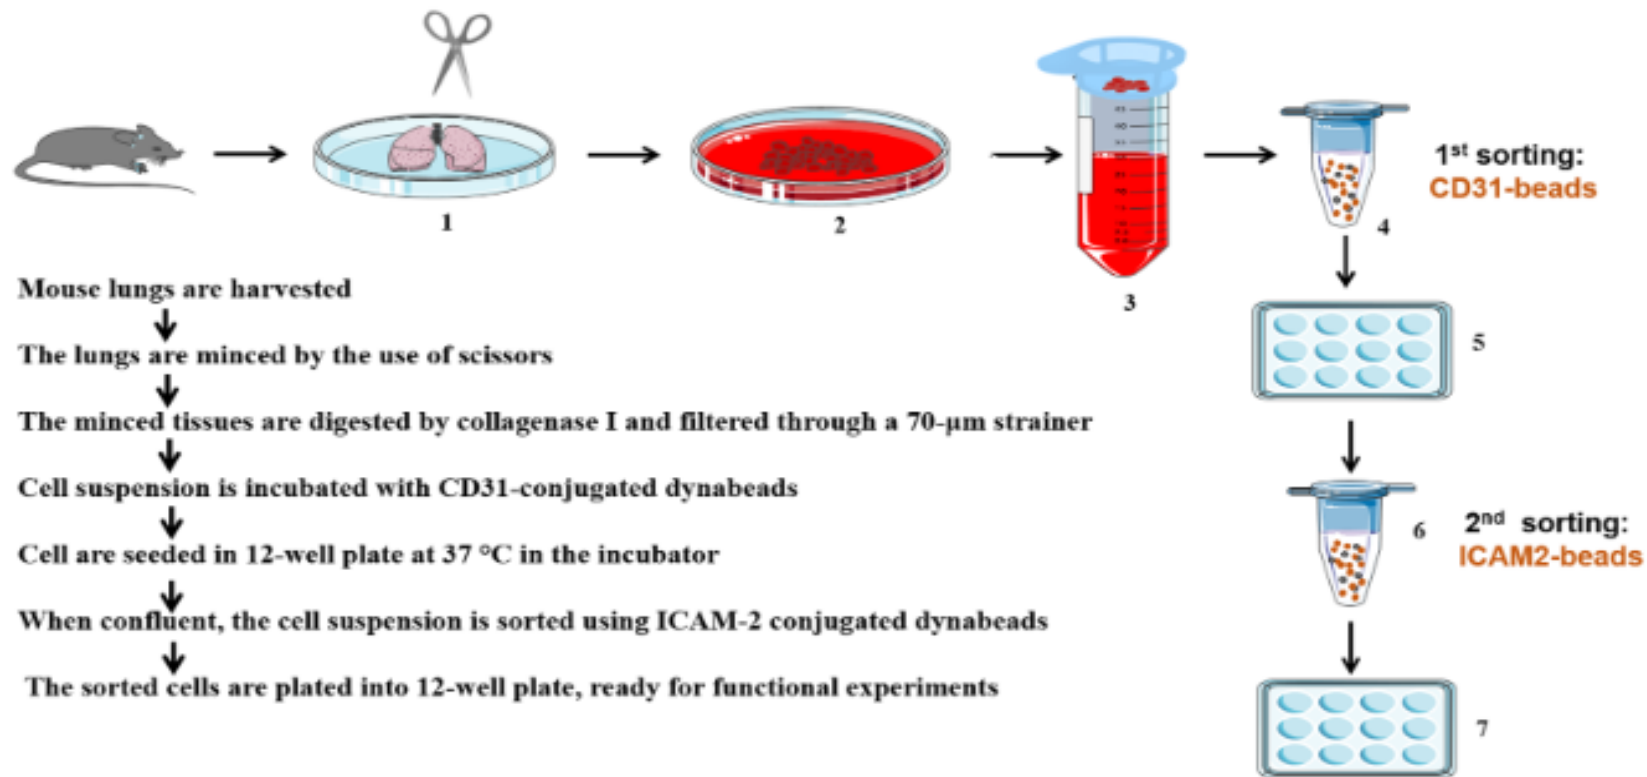 1
2
3
4
1st sorting:
CD31-beads
Mouse lungs are harvested
The lungs are minced by the use of scissors
The minced tissues are digested by collagenase I and filtered through a 70-μm strainer
Cell suspension is incubated with CD31-conjugated dynabeads
Cell are seeded in 12-well plate at 37 °C in the incubator
When confluent, the cell suspension is sorted using ICAM-2 conjugated dynabeads
The sorted cells are plated into 12-well plate, ready for functional experiments
5
6
2nd sorting:
ICAM2-beads
7